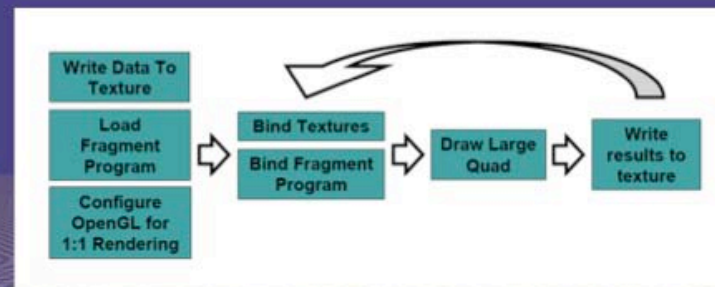 Write Data To
Texture
Load
Fragment
Program
Configure
OpenGL for
1:1 Rendering
Bind Textures
Bind Fragment
Program
Draw Large
Quad
Write
results to
texture